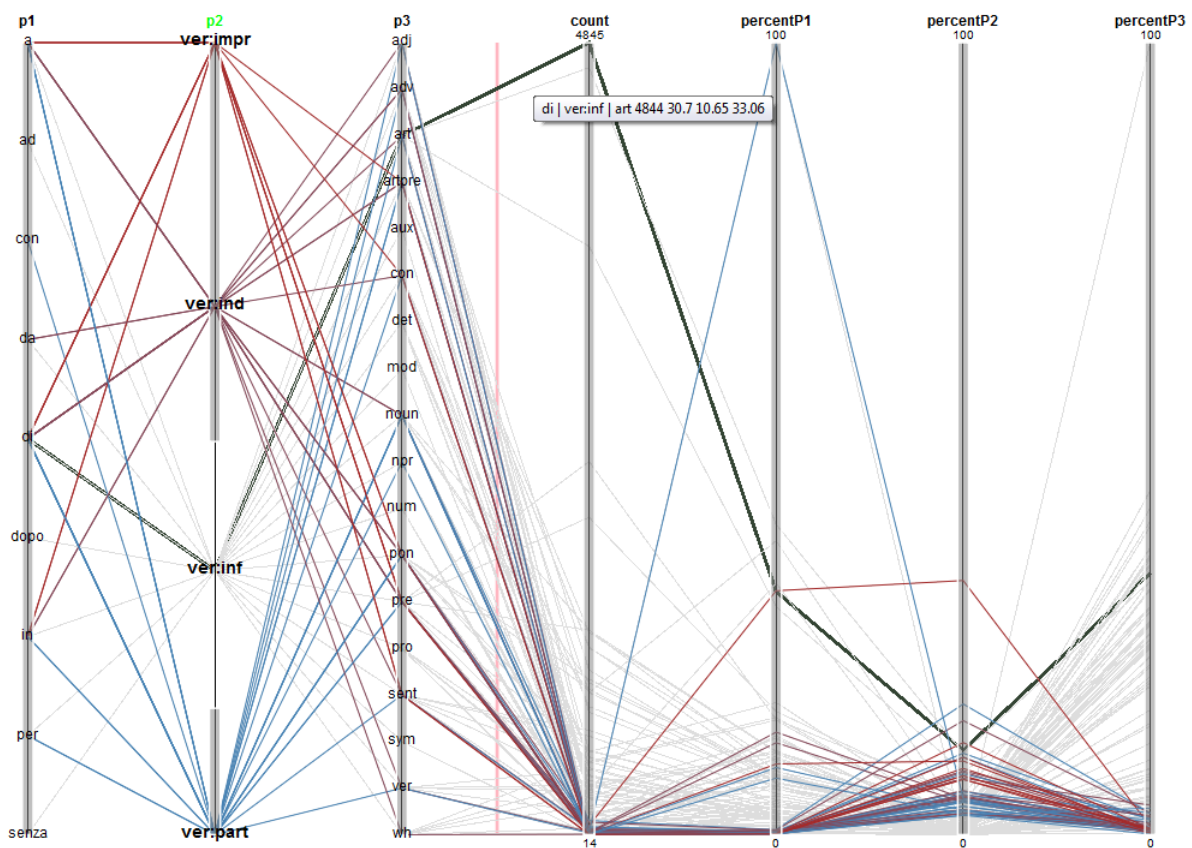 p1 p2 p3 count percentP1 percentP2 percentP3
4845 100 100 100
a
ad
con
da
di
dopo
in
per
senza
ver:impr
ver:ind
ver:inf
ver:part
adj
adv
art
artpre
aux
con
det
mod
noun
npr
num
pon
pre
pro
sent
sym
ver
wh
di | ver:inf | art 4844 30.7 10.65 33.06
14 0 0 0